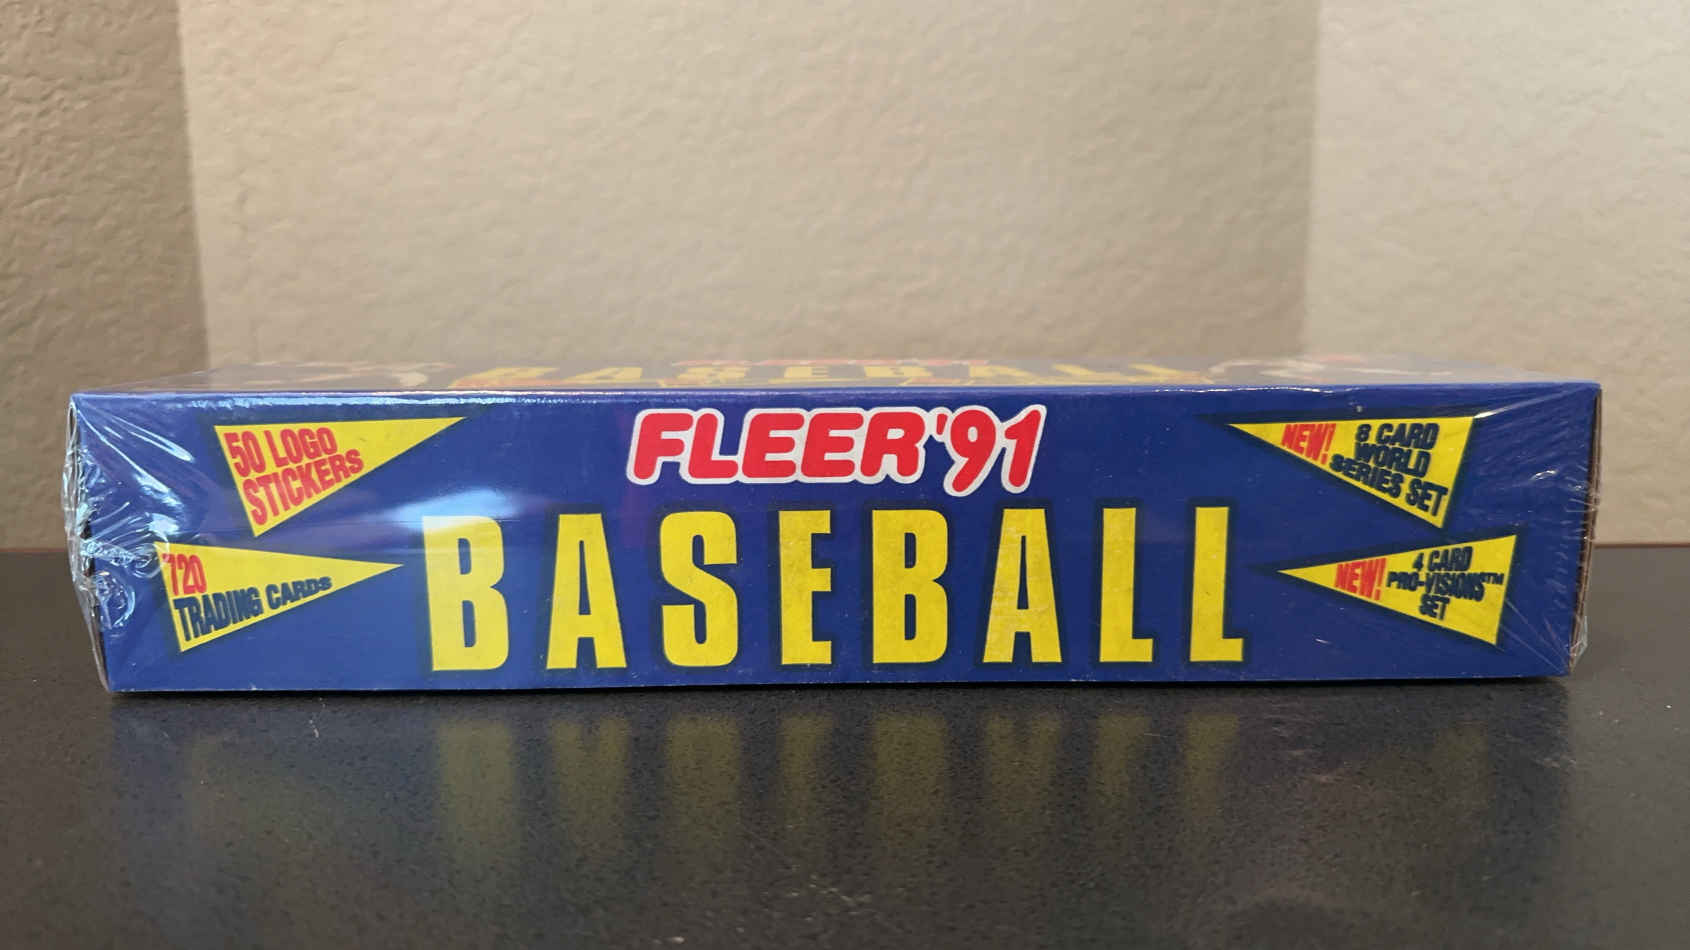 BASEBALL
FLEER'91
BASEBALL
50 LOGO
STICKERS
720
TRADING CARDS
NEW! 8 CARD
WORLD
SERIES SET
NEW! 4 CARD
PRO-VISIONS™
SET